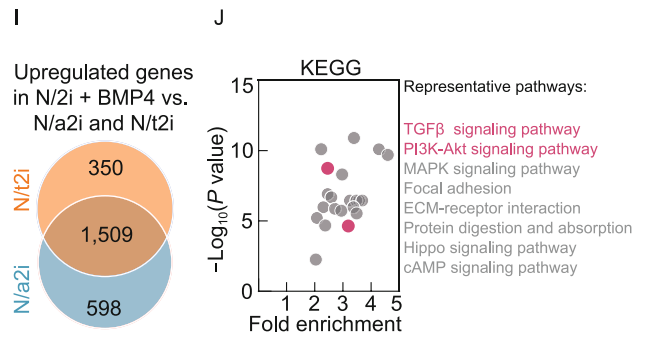 I
Upregulated genes
in N/2i + BMP4 vs.
N/a2i and N/t2i
N/t2i
350
1,509
N/a2i
598
J
KEGG
−Log10(P value)
15
10
5
0
1 2 3 4 5
Fold enrichment
Representative pathways:
TGFβ signaling pathway
PI3K-Akt signaling pathway
MAPK signaling pathway
Focal adhesion
ECM-receptor interaction
Protein digestion and absorption
Hippo signaling pathway
cAMP signaling pathway